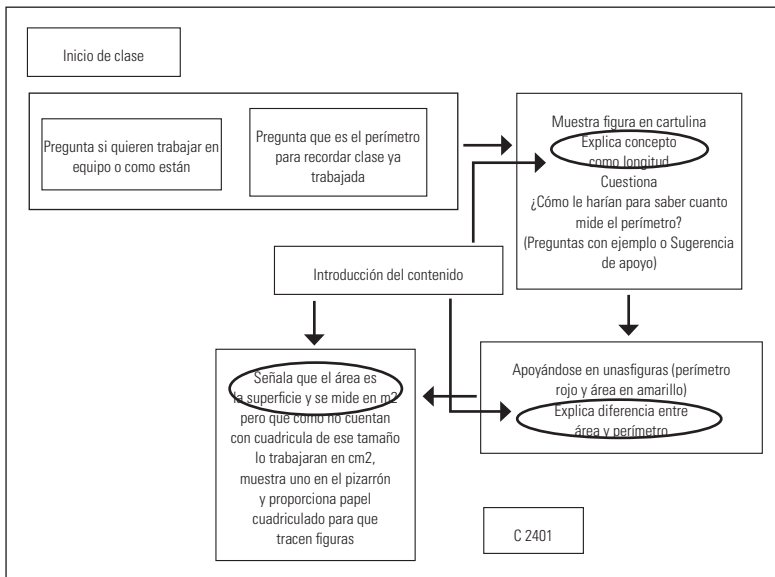 Inicio de clase
Pregunta si quieren trabajar en
equipo o como están
Pregunta que es el perímetro
para recordar clase ya
trabajada
Muestra figura en cartulina
Explica concepto
como longitud
Cuestiona
¿Cómo le harían para saber cuanto
mide el perímetro?
(Preguntas con ejemplo o Sugerencia
de apoyo)
Introducción del contenido
Señala que el área es
la superficie y se mide en m2
pero que como no cuentan
con cuadricula de ese tamaño
lo trabajaran en cm2,
muestra uno en el pizarrón
y proporciona papel
cuadriculado para que
tracen figuras
Apoyándose en unasfiguras (perímetro
rojo y área en amarillo)
Explica diferencia entre
área y perímetro
C 2401